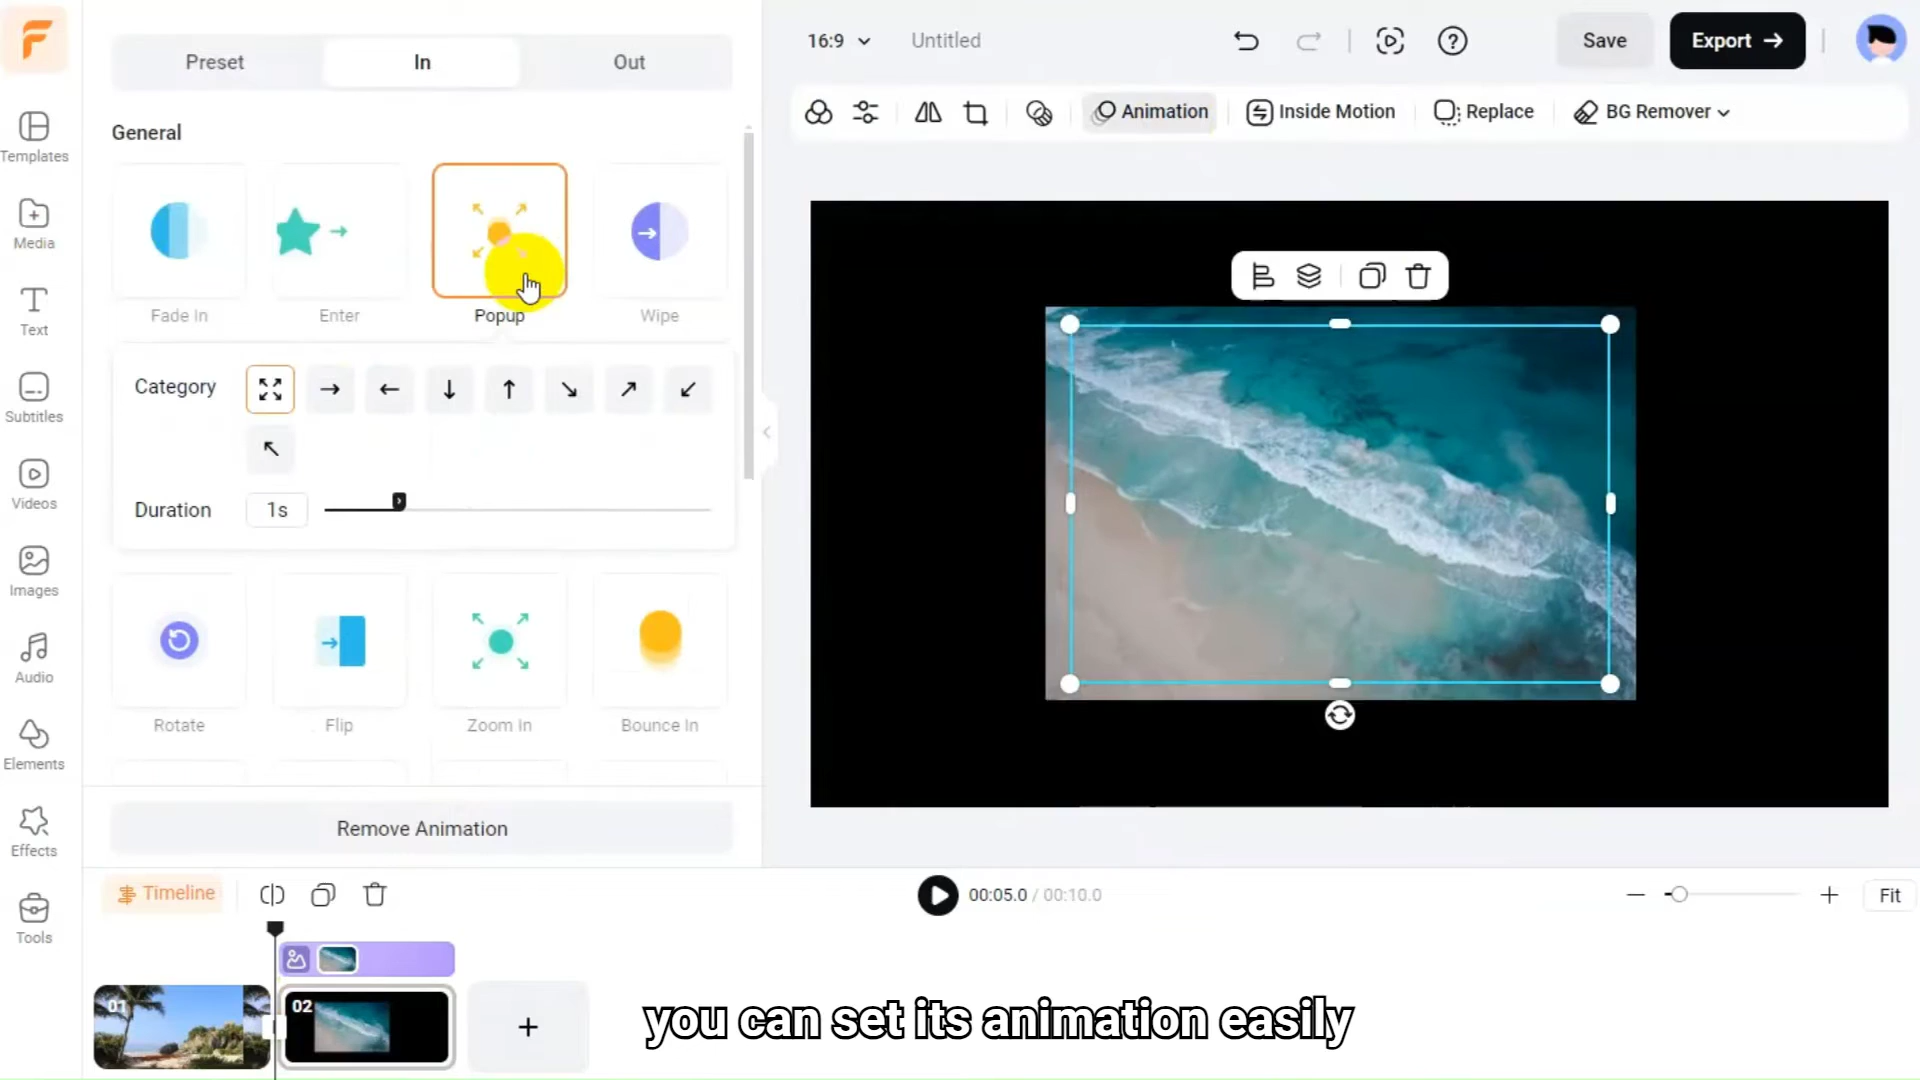 Preset
In
Out
16:9
Untitled
Save
Export
Animation
Inside Motion
Replace
BG Remover
Templates
Media
Text
Subtitles
Videos
Images
Audio
Elements
Effects
Tools
General
Fade In
Enter
Popup
Wipe
Category
Duration
1s
Rotate
Flip
Zoom In
Bounce In
Remove Animation
Timeline
00:05.0 / 00:10.0
Fit
01
02
you can set its animation easily